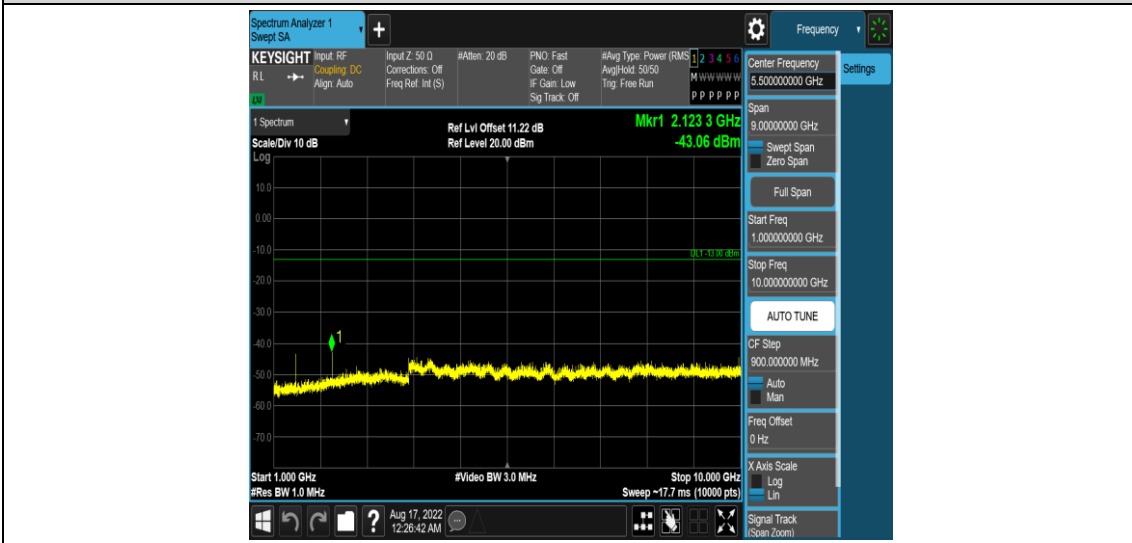 Spectrum Analyzer 1
Swept SA
+
Frequency
KEYSIGHT
RL
LXI
Input: RF
Coupling: DC
Align: Auto
Input Z: 50 Ω
Corrections: Off
Freq Ref: Int (S)
#Atten: 20 dB
PNO: Fast
Gate: Off
IF Gain: Low
Sig Track: Off
#Avg Type: Power (RMS
Avg|Hold: 50/50
Trig: Free Run
1 2 3 4 5 6
M W W W W W
P P P P P P
1 Spectrum
Scale/Div 10 dB
Log
Ref Lvl Offset 11.22 dB
Ref Level 20.00 dBm
Mkr1 2.123 3 GHz
-43.06 dBm
10.0
0.00
-10.0
DL1 -13.00 dBm
-20.0
-30.0
-40.0
1
-50.0
-60.0
-70.0
Start 1.000 GHz
#Res BW 1.0 MHz
#Video BW 3.0 MHz
Stop 10.000 GHz
Sweep ~17.7 ms (10000 pts)
?
Aug 17, 2022
12:26:42 AM
Center Frequency
5.500000000 GHz
Settings
Span
9.00000000 GHz
Swept Span
Zero Span
Full Span
Start Freq
1.000000000 GHz
Stop Freq
10.000000000 GHz
AUTO TUNE
CF Step
900.000000 MHz
Auto
Man
Freq Offset
0 Hz
X Axis Scale
Log
Lin
Signal Track
(Span Zoom)